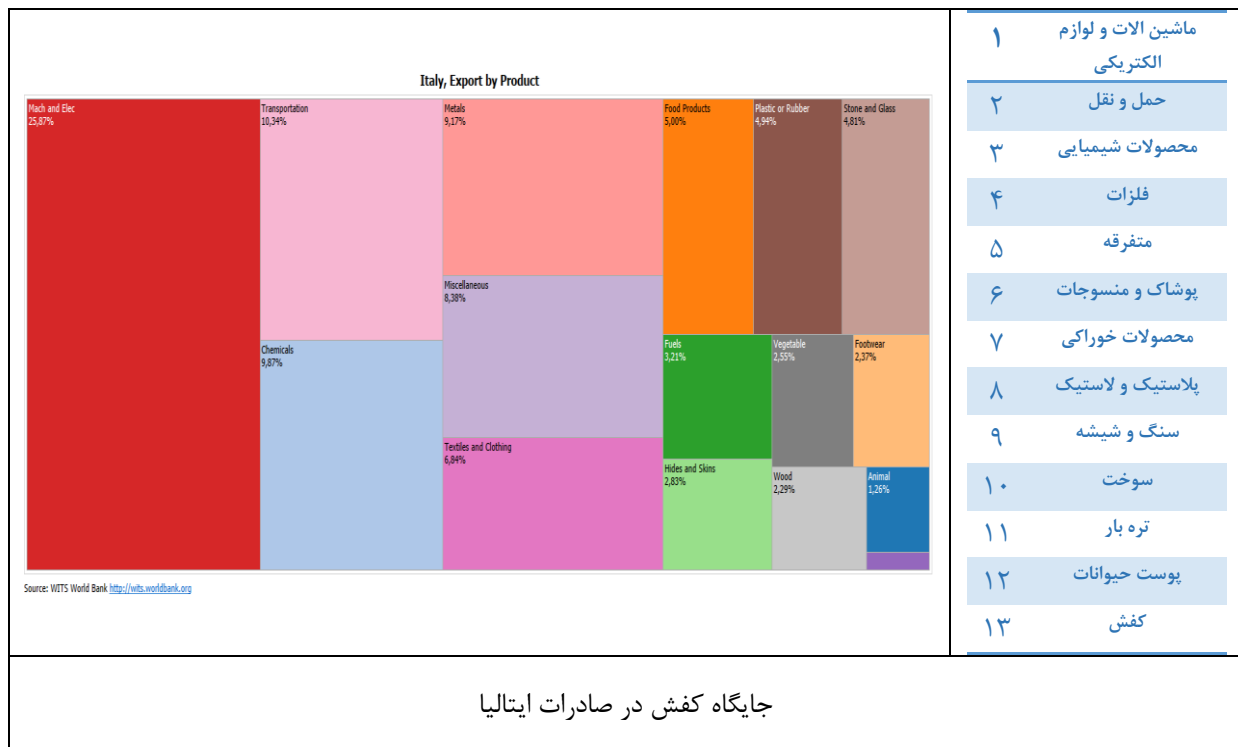 Italy, Export by Product
Mach and Elec
25,87%
Transportation
10,34%
Chemicals
9,87%
Metals
9,17%
Miscellaneous
8,38%
Textiles and Clothing
6,84%
Food Products
5,00%
Plastic or Rubber
4,94%
Stone and Glass
4,81%
Fuels
3,21%
Vegetable
2,55%
Footwear
2,37%
Hides and Skins
2,83%
Wood
2,29%
Animal
1,26%
Source: WITS World Bank http://wits.worldbank.org
۱ ماشین الات و لوازم
الکتریکی
۲ حمل و نقل
۳ محصولات شیمیایی
۴ فلزات
۵ متفرقه
۶ پوشاک و منسوجات
۷ محصولات خوراکی
۸ پلاستیک و لاستیک
۹ سنگ و شیشه
۱۰ سوخت
۱۱ تره بار
۱۲ پوست حیوانات
۱۳ کفش
جایگاه کفش در صادرات ایتالیا